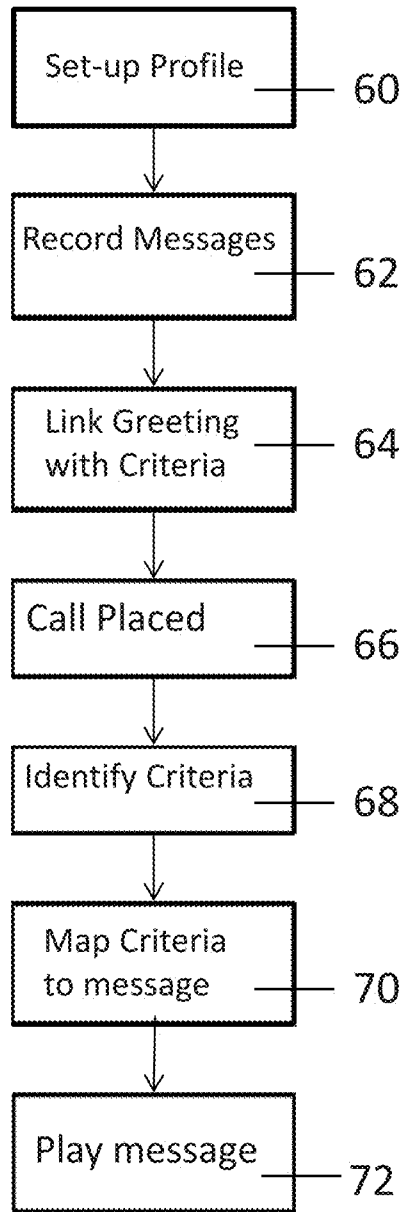 Set-up Profile
60
Record Messages
62
Link Greeting
with Criteria
64
Call Placed
66
Identify Criteria
68
Map Criteria
to message
70
Play message
72